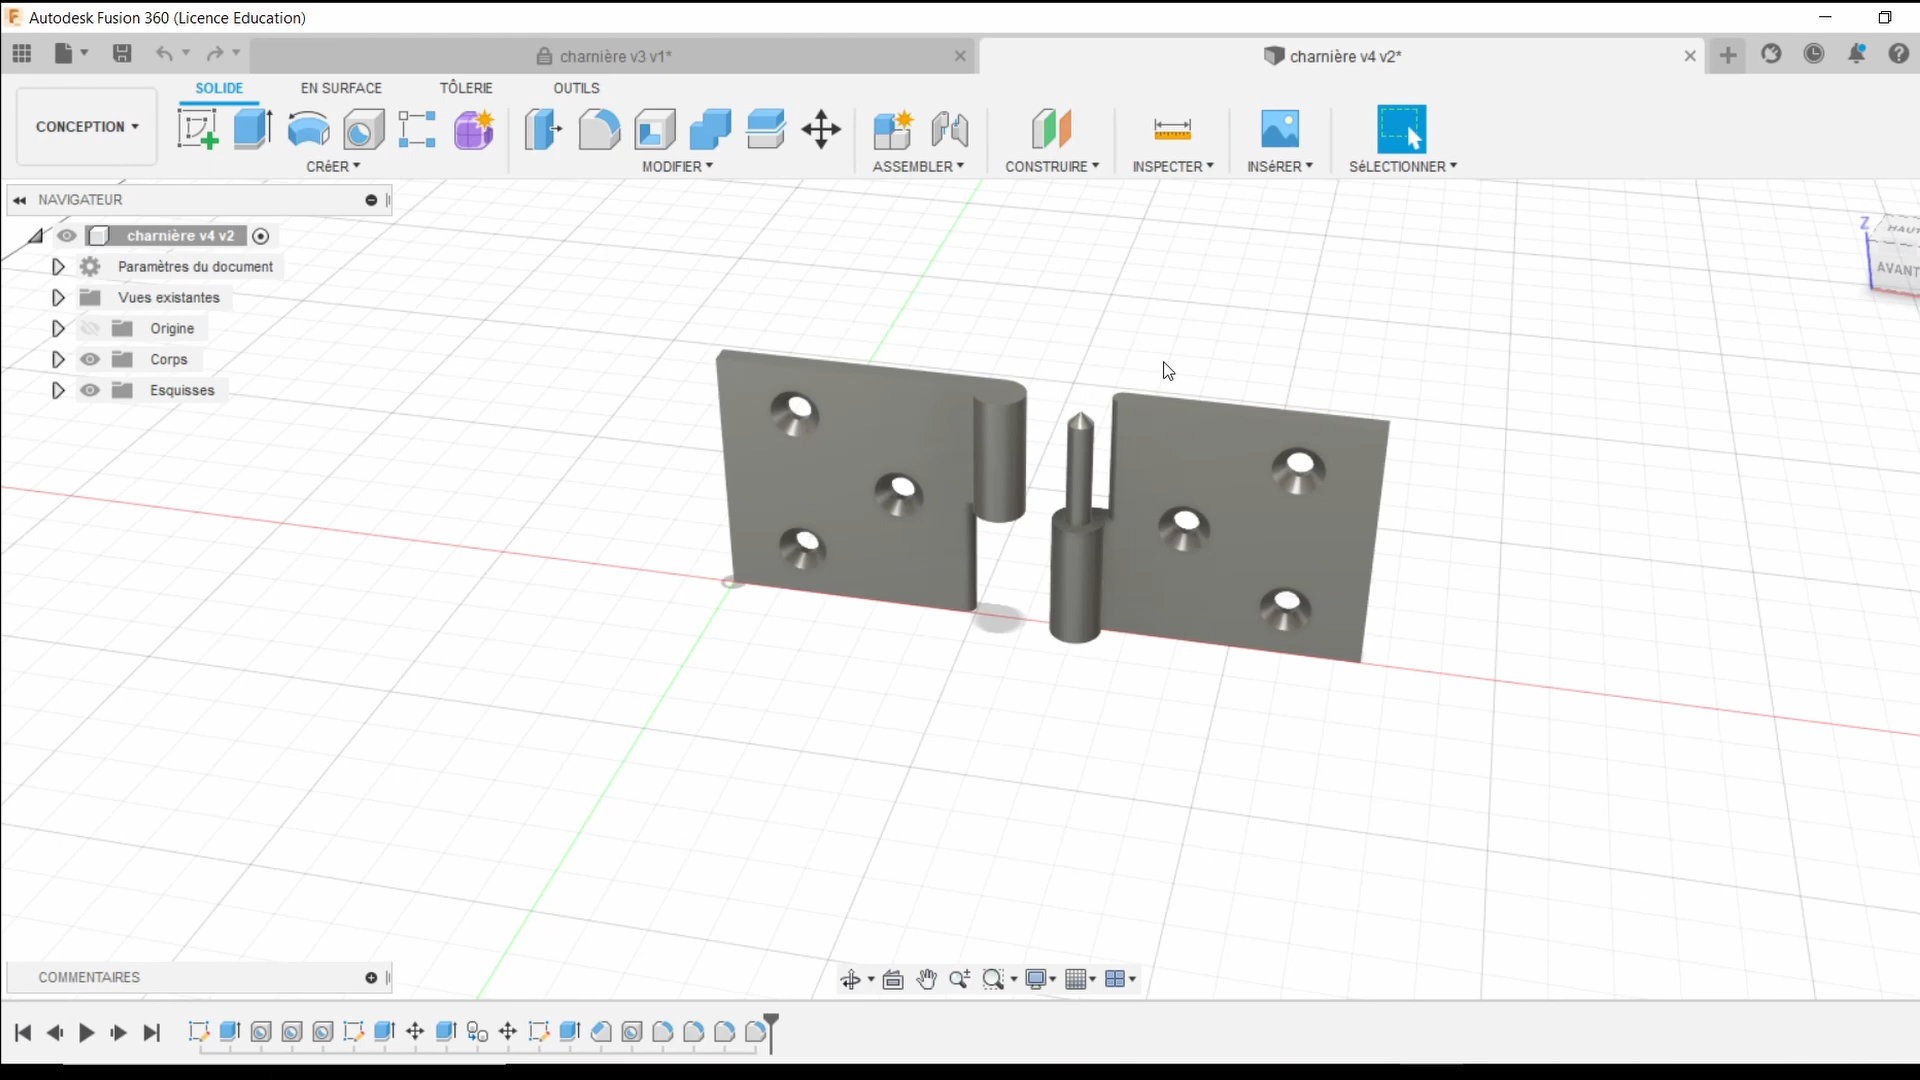 Autodesk Fusion 360 (Licence Education)
charnière v3 v1*
charnière v4 v2*
SOLIDE EN SURFACE TÔLERIE OUTILS
CONCEPTION
CRéER MODIFIER ASSEMBLER CONSTRUIRE INSPECTER INSéRER SéLECTIONNER
NAVIGATEUR
charnière v4 v2
Paramètres du document
Vues existantes
Origine
Corps
Esquisses
Z
HAUT
AVANT
COMMENTAIRES